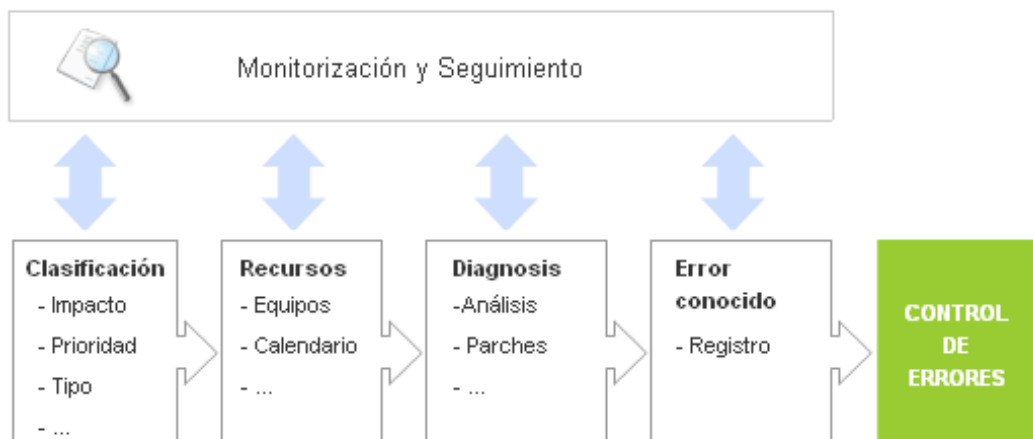 Monitorización y Seguimiento
Clasificación
- Impacto
- Prioridad
- Tipo
- ...
Recursos
- Equipos
- Calendario
- ...
Diagnosis
-Análisis
- Parches
- ...
Error
conocido
- Registro
CONTROL
DE
ERRORES